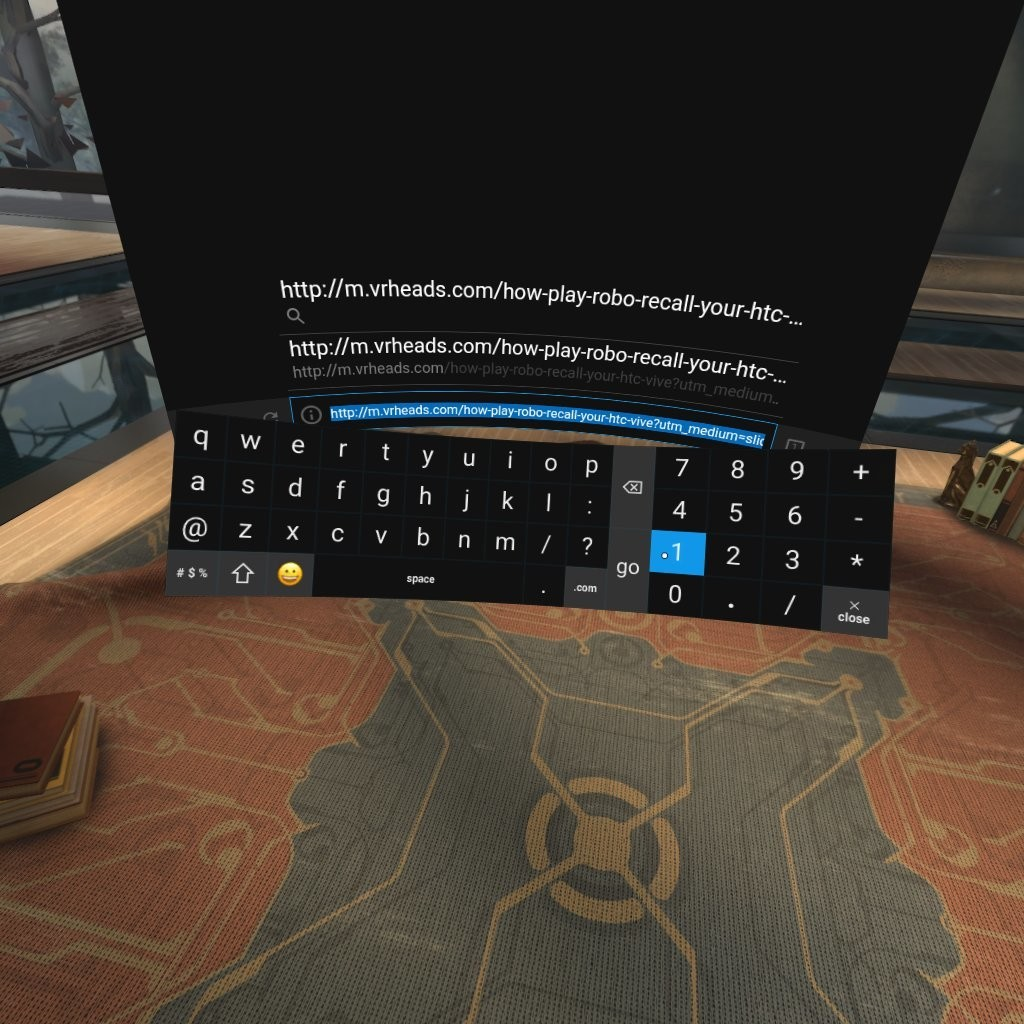 http://m.vrheads.com/how-play-robo-recall-your-htc-...
http://m.vrheads.com/how-play-robo-recall-your-htc-...
http://m.vrheads.com/how-play-robo-recall-your-htc-vive?utm_medium..
http://m.vrheads.com/how-play-robo-recall-your-htc-vive?utm_medium=slid
q w e r t y u i o p 7 8 9 +
a s d f g h j k l : 4 5 6 -
@ z x c v b n m / ? go 1 2 3 *
#$% space . .com 0 . / close